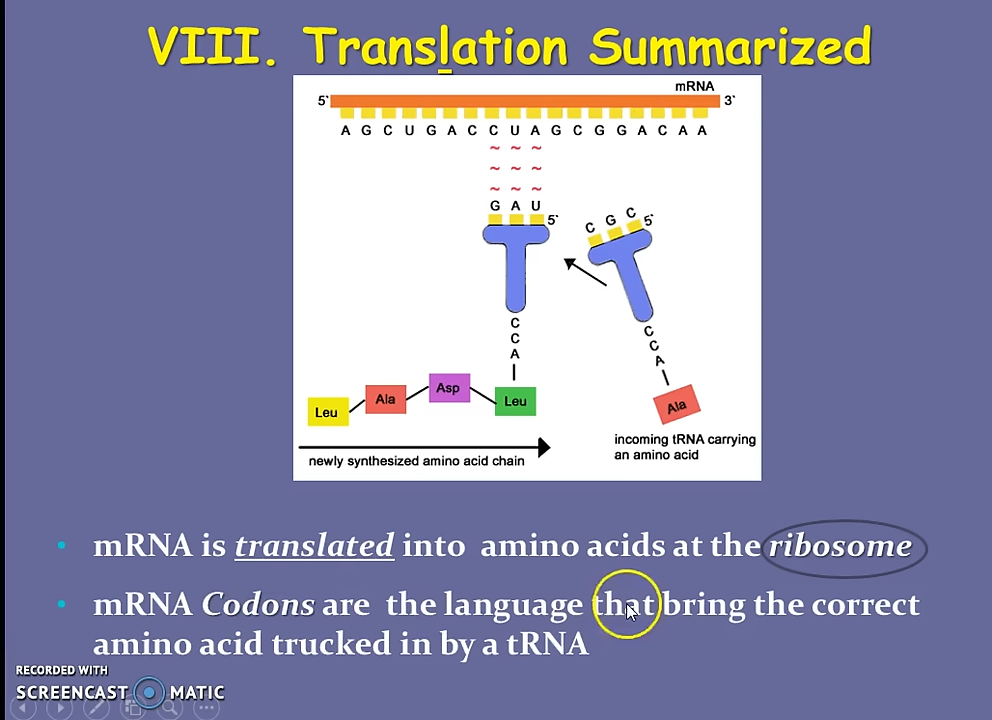 VIII. Translation Summarized
mRNA
5` 3`
A G C U G A C C U A G C G G A C A A
~ ~ ~
~ ~ ~
~ ~ ~
G A U 5`
C G C 5`
C
C
A
C
C
A
Leu Ala Asp Leu
Ala
newly synthesized amino acid chain
incoming tRNA carrying
an amino acid
• mRNA is translated into amino acids at the ribosome
• mRNA Codons are the language that bring the correct
amino acid trucked in by a tRNA
RECORDED WITH
SCREENCAST MATIC